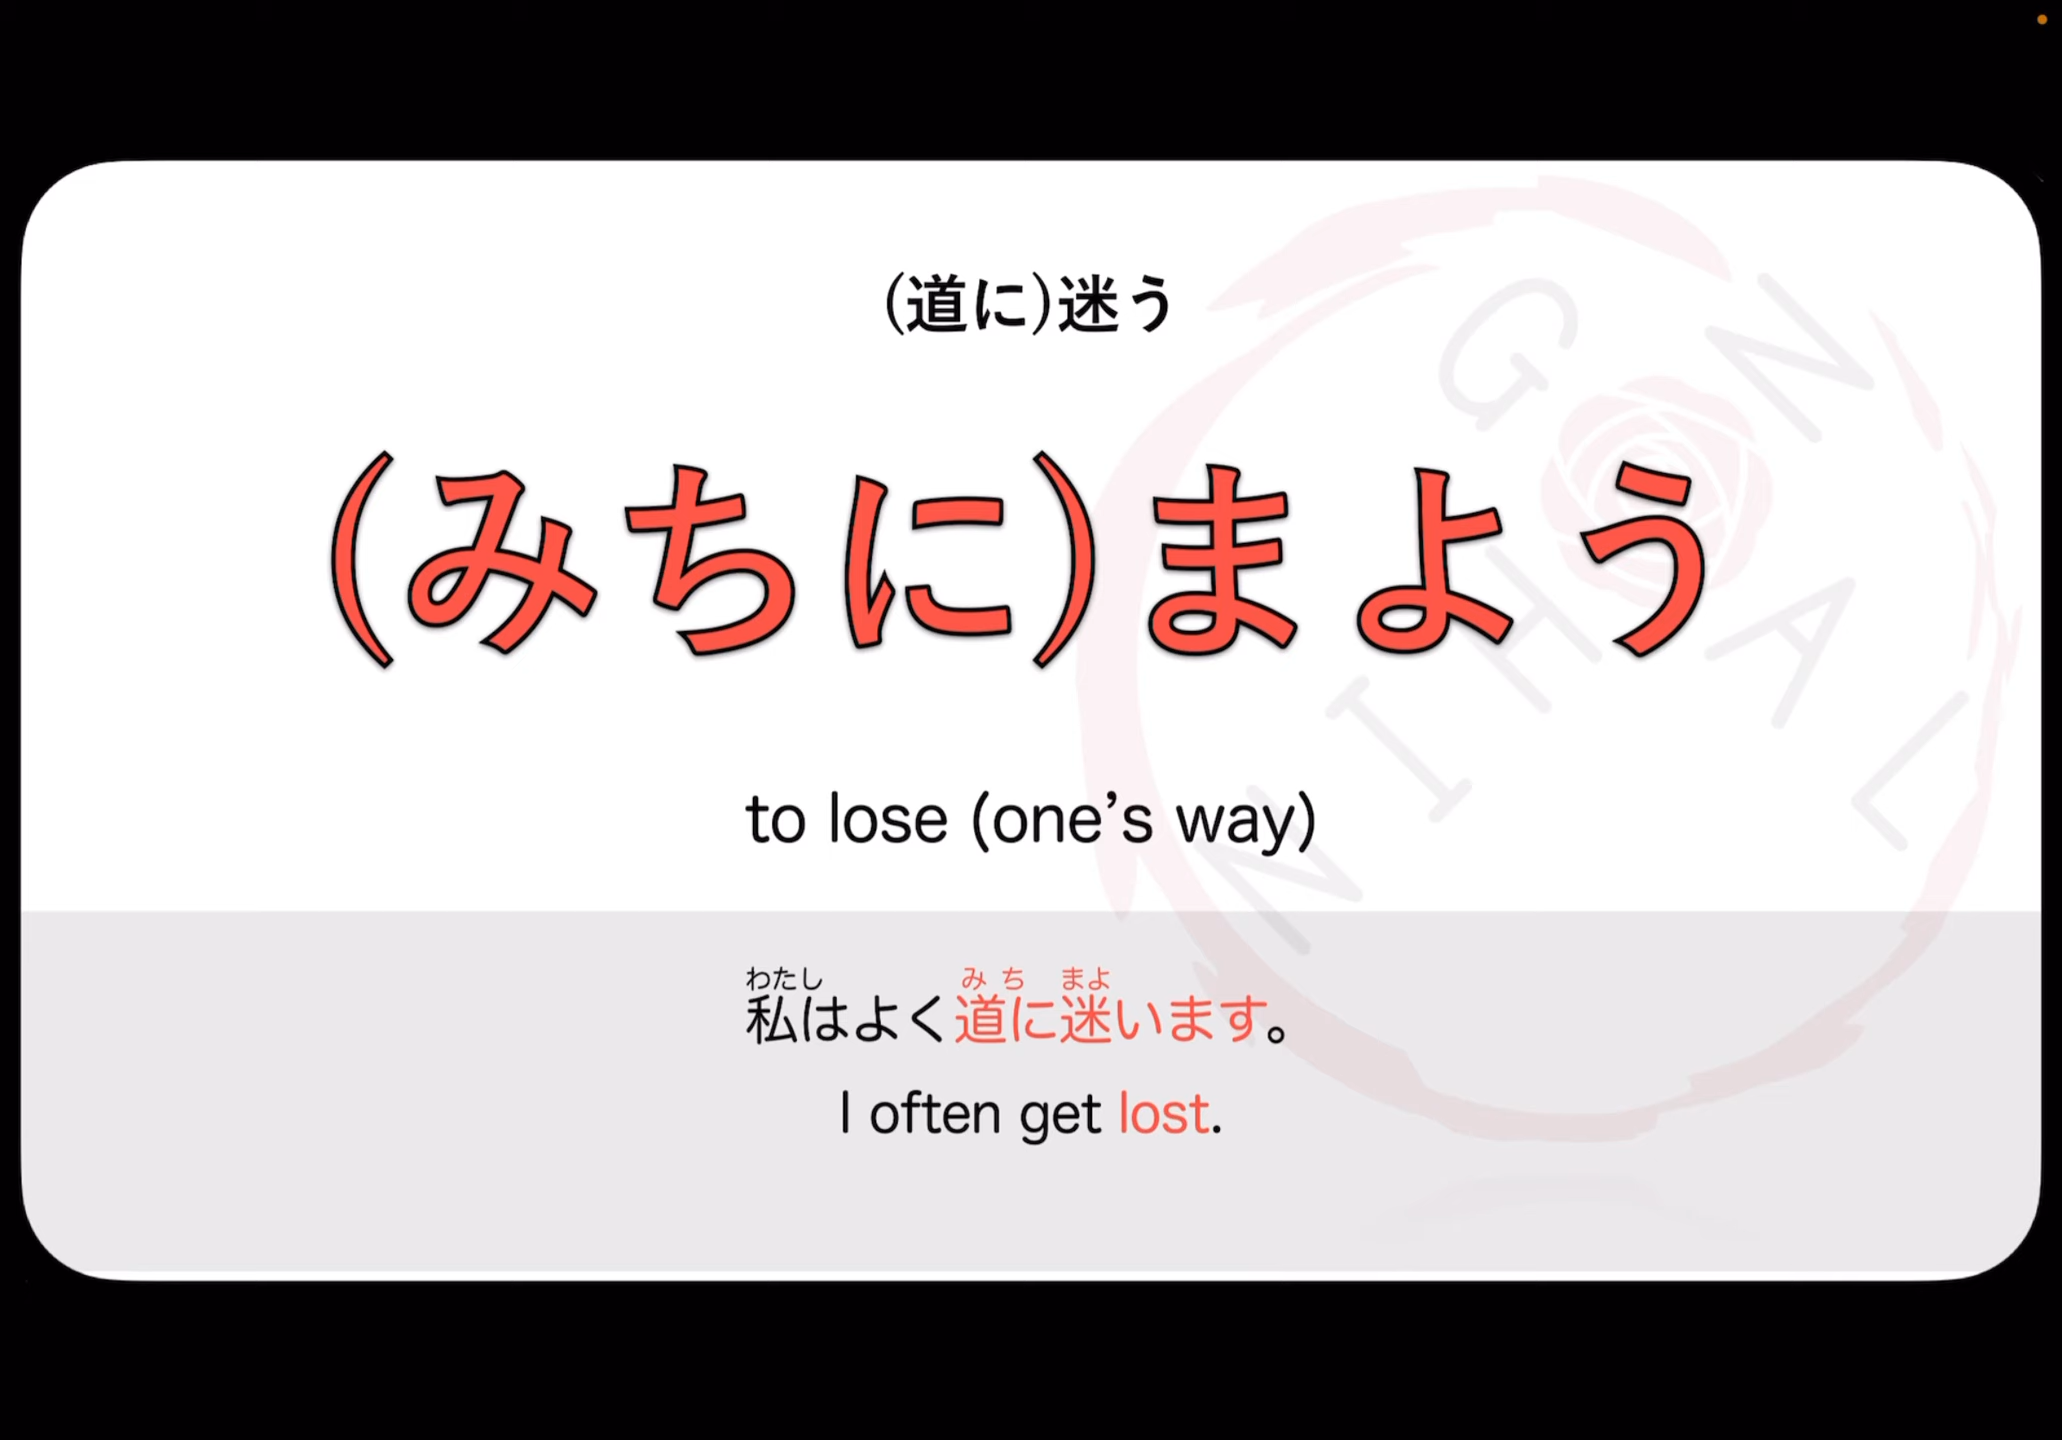 (道に)迷う
(みちに)まよう
to lose (one's way)
わたし みち まよ
私はよく道に迷います。
I often get lost.
NIHONGONAL